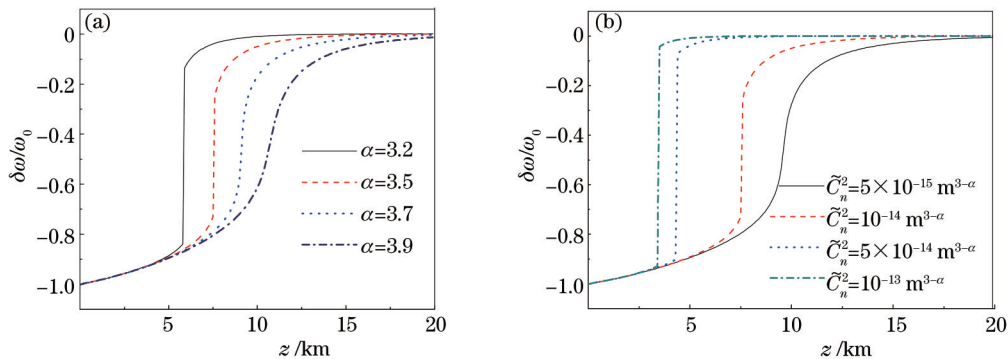 (a)
0
−0.2
−0.4
−0.6
−0.8
−1.0
δω/ω₀
α=3.2
α=3.5
α=3.7
α=3.9
5 10 15 20
z /km
(b)
0
−0.2
−0.4
−0.6
−0.8
−1.0
δω/ω₀
C̃ₙ²=5×10⁻¹⁵ m³⁻ᵅ
C̃ₙ²=10⁻¹⁴ m³⁻ᵅ
C̃ₙ²=5×10⁻¹⁴ m³⁻ᵅ
C̃ₙ²=10⁻¹³ m³⁻ᵅ
5 10 15 20
z /km